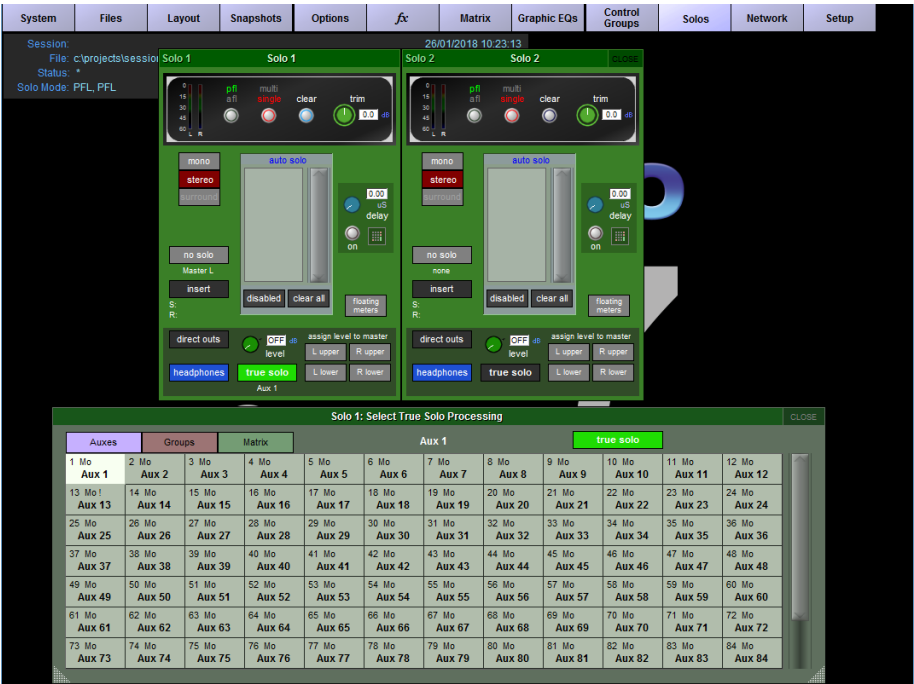 System Files Layout Snapshots Options fx Matrix Graphic EQs Control Groups Solos Network Setup
Session: 26/01/2018 10:23:13
File: c:\projects\session
Status: *
Solo Mode: PFL, PFL
Solo 1 Solo 1
0 15 30 45 60 L R
pfl multi
afl single clear trim
0.0 dB
mono
stereo
surround
auto solo
0.00
uS
delay
on
no solo
Master L
insert
S:
R:
disabled clear all
floating meters
direct outs
OFF dB
level
assign level to master
L upper R upper
headphones true solo L lower R lower
Aux 1
Solo 2 Solo 2 CLOSE
0 15 30 45 60 L R
pfl multi
afl single clear trim
0.0 dB
mono
stereo
surround
auto solo
0.00
uS
delay
on
no solo
none
insert
S:
R:
disabled clear all
floating meters
direct outs
OFF dB
level
assign level to master
L upper R upper
headphones true solo L lower R lower
Solo 1: Select True Solo Processing CLOSE
Auxes Groups Matrix Aux 1 true solo
1 Mo 2 Mo 3 Mo 4 Mo 5 Mo 6 Mo 7 Mo 8 Mo 9 Mo 10 Mo 11 Mo 12 Mo
Aux 1 Aux 2 Aux 3 Aux 4 Aux 5 Aux 6 Aux 7 Aux 8 Aux 9 Aux 10 Aux 11 Aux 12
13 Mo! 14 Mo 15 Mo 16 Mo 17 Mo 18 Mo 19 Mo 20 Mo 21 Mo 22 Mo 23 Mo 24 Mo
Aux 13 Aux 14 Aux 15 Aux 16 Aux 17 Aux 18 Aux 19 Aux 20 Aux 21 Aux 22 Aux 23 Aux 24
25 Mo 26 Mo 27 Mo 28 Mo 29 Mo 30 Mo 31 Mo 32 Mo 33 Mo 34 Mo 35 Mo 36 Mo
Aux 25 Aux 26 Aux 27 Aux 28 Aux 29 Aux 30 Aux 31 Aux 32 Aux 33 Aux 34 Aux 35 Aux 36
37 Mo 38 Mo 39 Mo 40 Mo 41 Mo 42 Mo 43 Mo 44 Mo 45 Mo 46 Mo 47 Mo 48 Mo
Aux 37 Aux 38 Aux 39 Aux 40 Aux 41 Aux 42 Aux 43 Aux 44 Aux 45 Aux 46 Aux 47 Aux 48
49 Mo 50 Mo 51 Mo 52 Mo 53 Mo 54 Mo 55 Mo 56 Mo 57 Mo 58 Mo 59 Mo 60 Mo
Aux 49 Aux 50 Aux 51 Aux 52 Aux 53 Aux 54 Aux 55 Aux 56 Aux 57 Aux 58 Aux 59 Aux 60
61 Mo 62 Mo 63 Mo 64 Mo 65 Mo 66 Mo 67 Mo 68 Mo 69 Mo 70 Mo 71 Mo 72 Mo
Aux 61 Aux 62 Aux 63 Aux 64 Aux 65 Aux 66 Aux 67 Aux 68 Aux 69 Aux 70 Aux 71 Aux 72
73 Mo 74 Mo 75 Mo 76 Mo 77 Mo 78 Mo 79 Mo 80 Mo 81 Mo 82 Mo 83 Mo 84 Mo
Aux 73 Aux 74 Aux 75 Aux 76 Aux 77 Aux 78 Aux 79 Aux 80 Aux 81 Aux 82 Aux 83 Aux 84